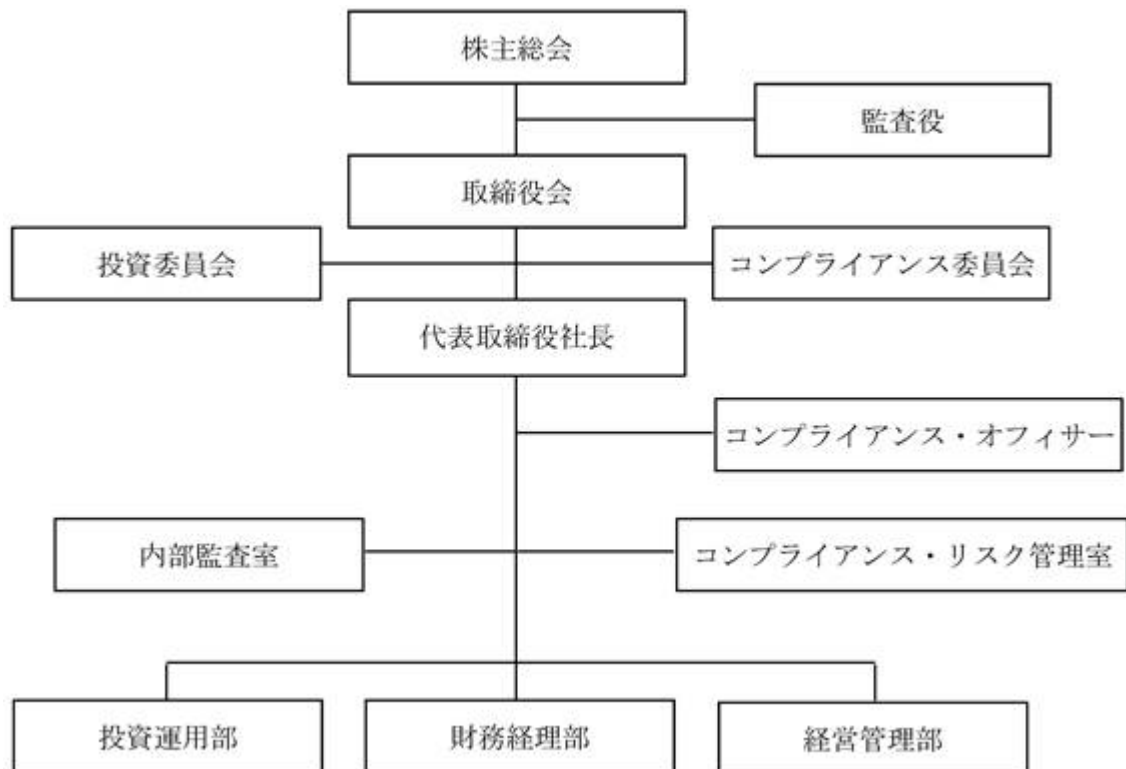 株主総会
監査役
取締役会
投資委員会
コンプライアンス委員会
代表取締役社長
コンプライアンス・オフィサー
内部監査室
コンプライアンス・リスク管理室
投資運用部
財務経理部
経営管理部